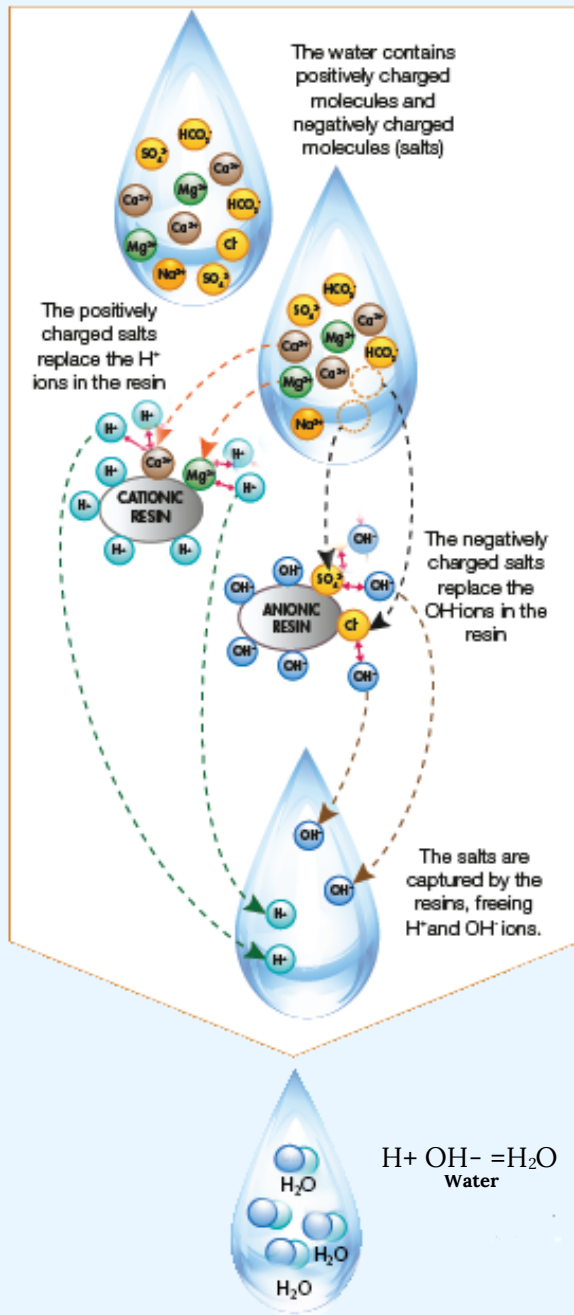 The water contains
positively charged
molecules and
negatively charged
molecules (salts)
HCO₃⁻
SO₄²⁻
Ca²⁺
Mg²⁺
Ca²⁺
HCO₃⁻
Ca²⁺
Mg²⁺
Cl⁻
SO₄²⁻
The positively
charged salts
replace the H⁺
ions in the resin
HCO₃⁻
SO₄²⁻
Ca²⁺
Mg²⁺
Ca²⁺
HCO₃⁻
Ca²⁺
Mg²⁺
H⁺
H⁺
H⁺
Ca²⁺
Mg²⁺
H⁺
H⁺
H⁺
CATIONIC
RESIN
H⁺
H⁺
The negatively
charged salts
replace the
OH⁻ions in the
resin
OH⁻
OH⁻
SO₄²⁻
OH⁻
OH⁻
ANIONIC
RESIN
Cl⁻
OH⁻
OH⁻
OH⁻
OH⁻
OH⁻
H⁺
H⁺
The salts are
captured by the
resins, freeing
H⁺and OH⁻ ions.
H+ OH- =H₂O
Water
H₂O
H₂O
H₂O